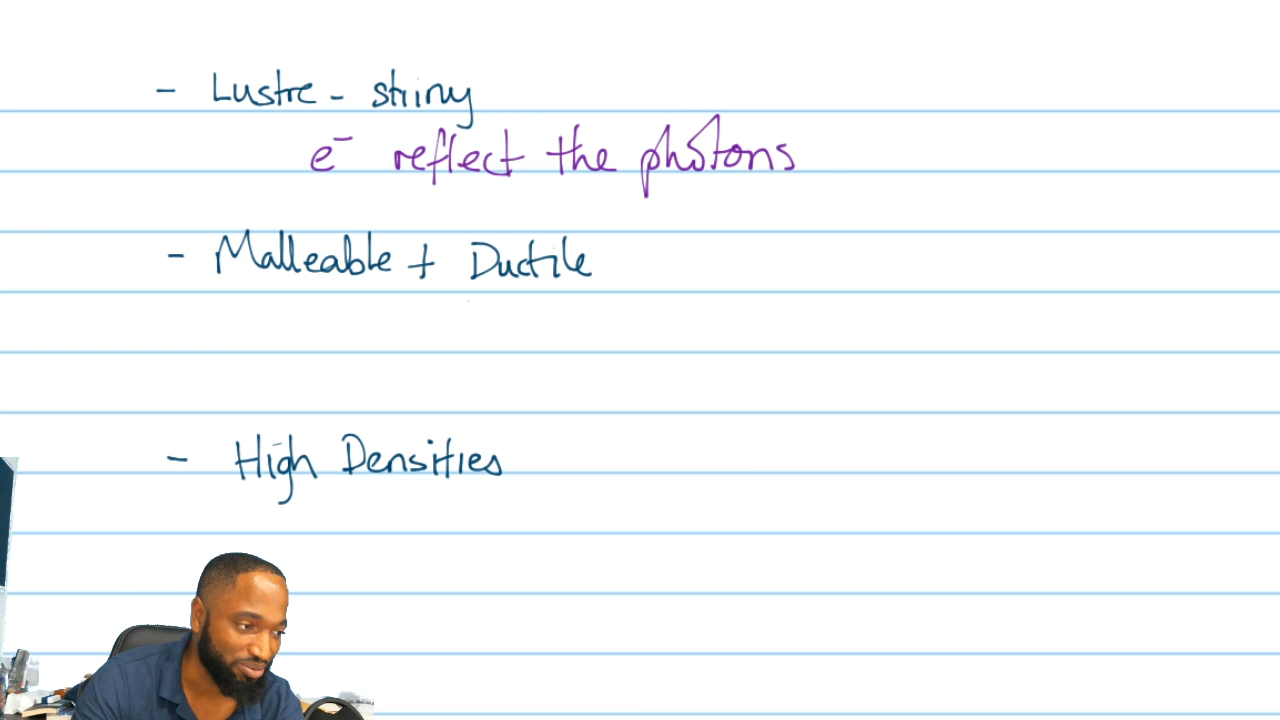 - Lustre - shiny
e⁻ reflect the photons
- Malleable + Ductile
- High Densities